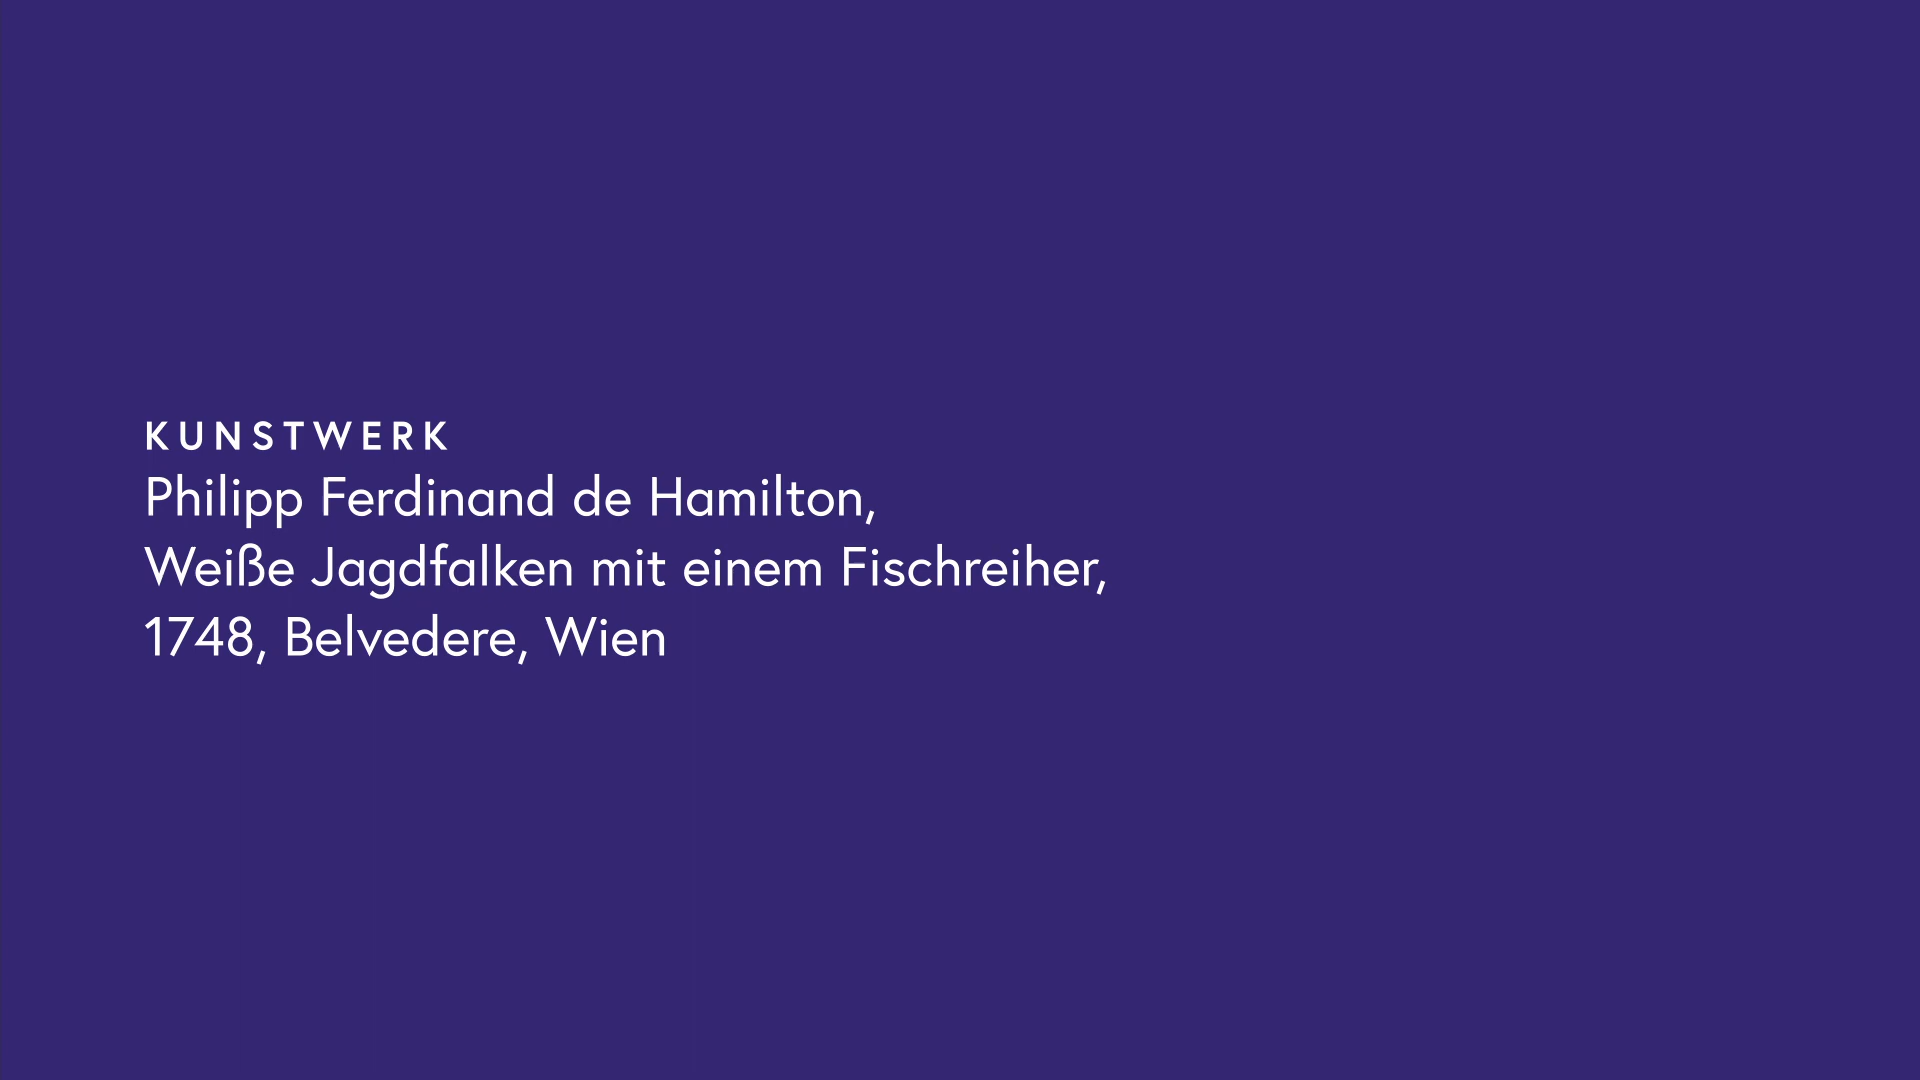 KUNSTWERK
Philipp Ferdinand de Hamilton,
Weiße Jagdfalken mit einem Fischreiher,
1748, Belvedere, Wien